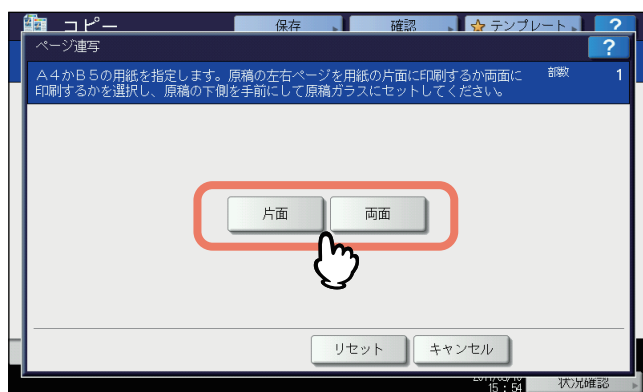 コピー 保存 確認 テンプレート ?
ページ連写 ?
A4かB5の用紙を指定します。原稿の左右ページを用紙の片面に印刷するか両面に 部数 1
印刷するかを選択し、原稿の下側を手前にして原稿ガラスにセットしてください。
片面 両面
リセット キャンセル
15:54 状況確認